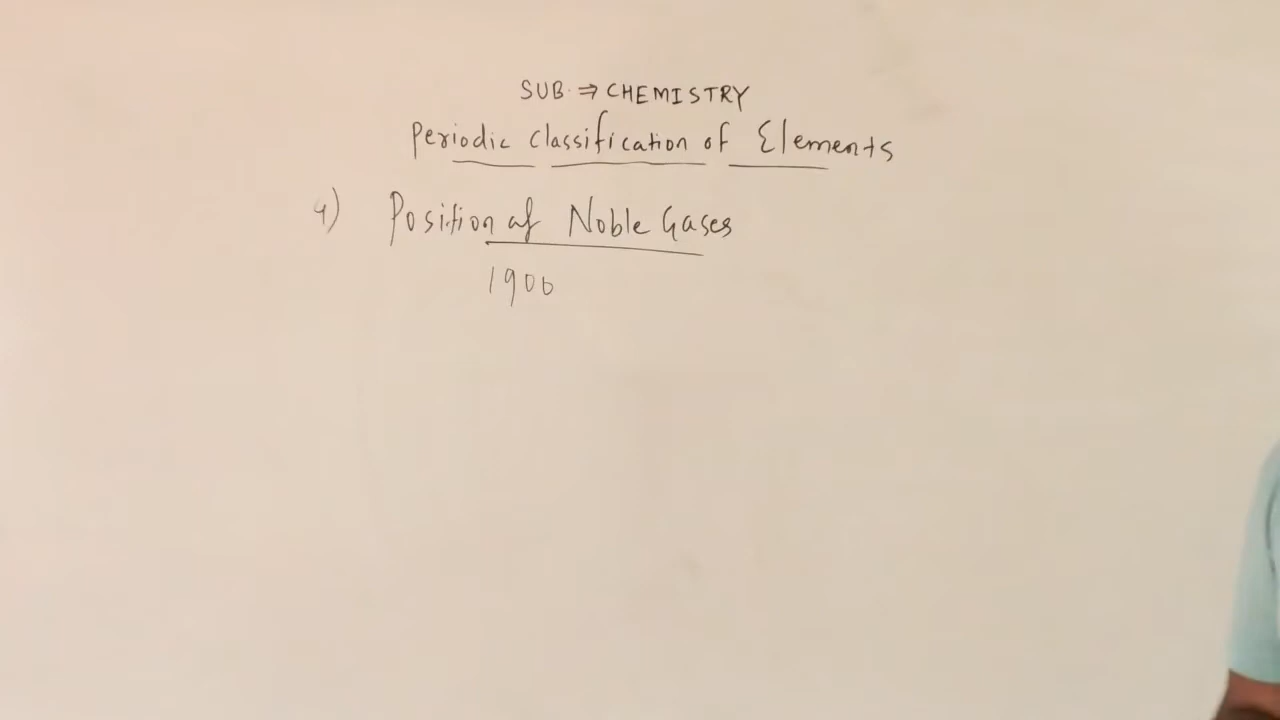 SUB. ⇒ CHEMISTRY
Periodic Classification of Elements
4) Position of Noble Gases
1900